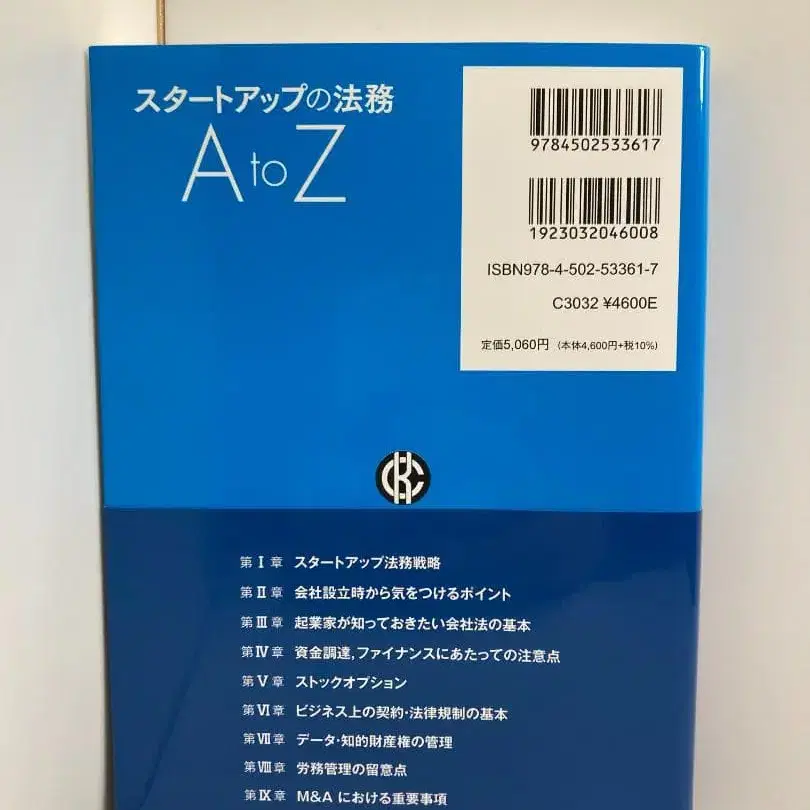 スタートアップの法務
A to Z
9784502533617
1923032046008
ISBN978-4-502-53361-7
C3032 ¥4600E
定価5,060円 (本体4,600円+税10%)
第Ⅰ章 スタートアップ法務戦略
第Ⅱ章 会社設立時から気をつけるポイント
第Ⅲ章 起業家が知っておきたい会社法の基本
第Ⅳ章 資金調達,ファイナンスにあたっての注意点
第Ⅴ章 ストックオプション
第Ⅵ章 ビジネス上の契約・法律規制の基本
第Ⅶ章 データ・知的財産権の管理
第Ⅷ章 労務管理の留意点
第Ⅸ章 M&A における重要事項